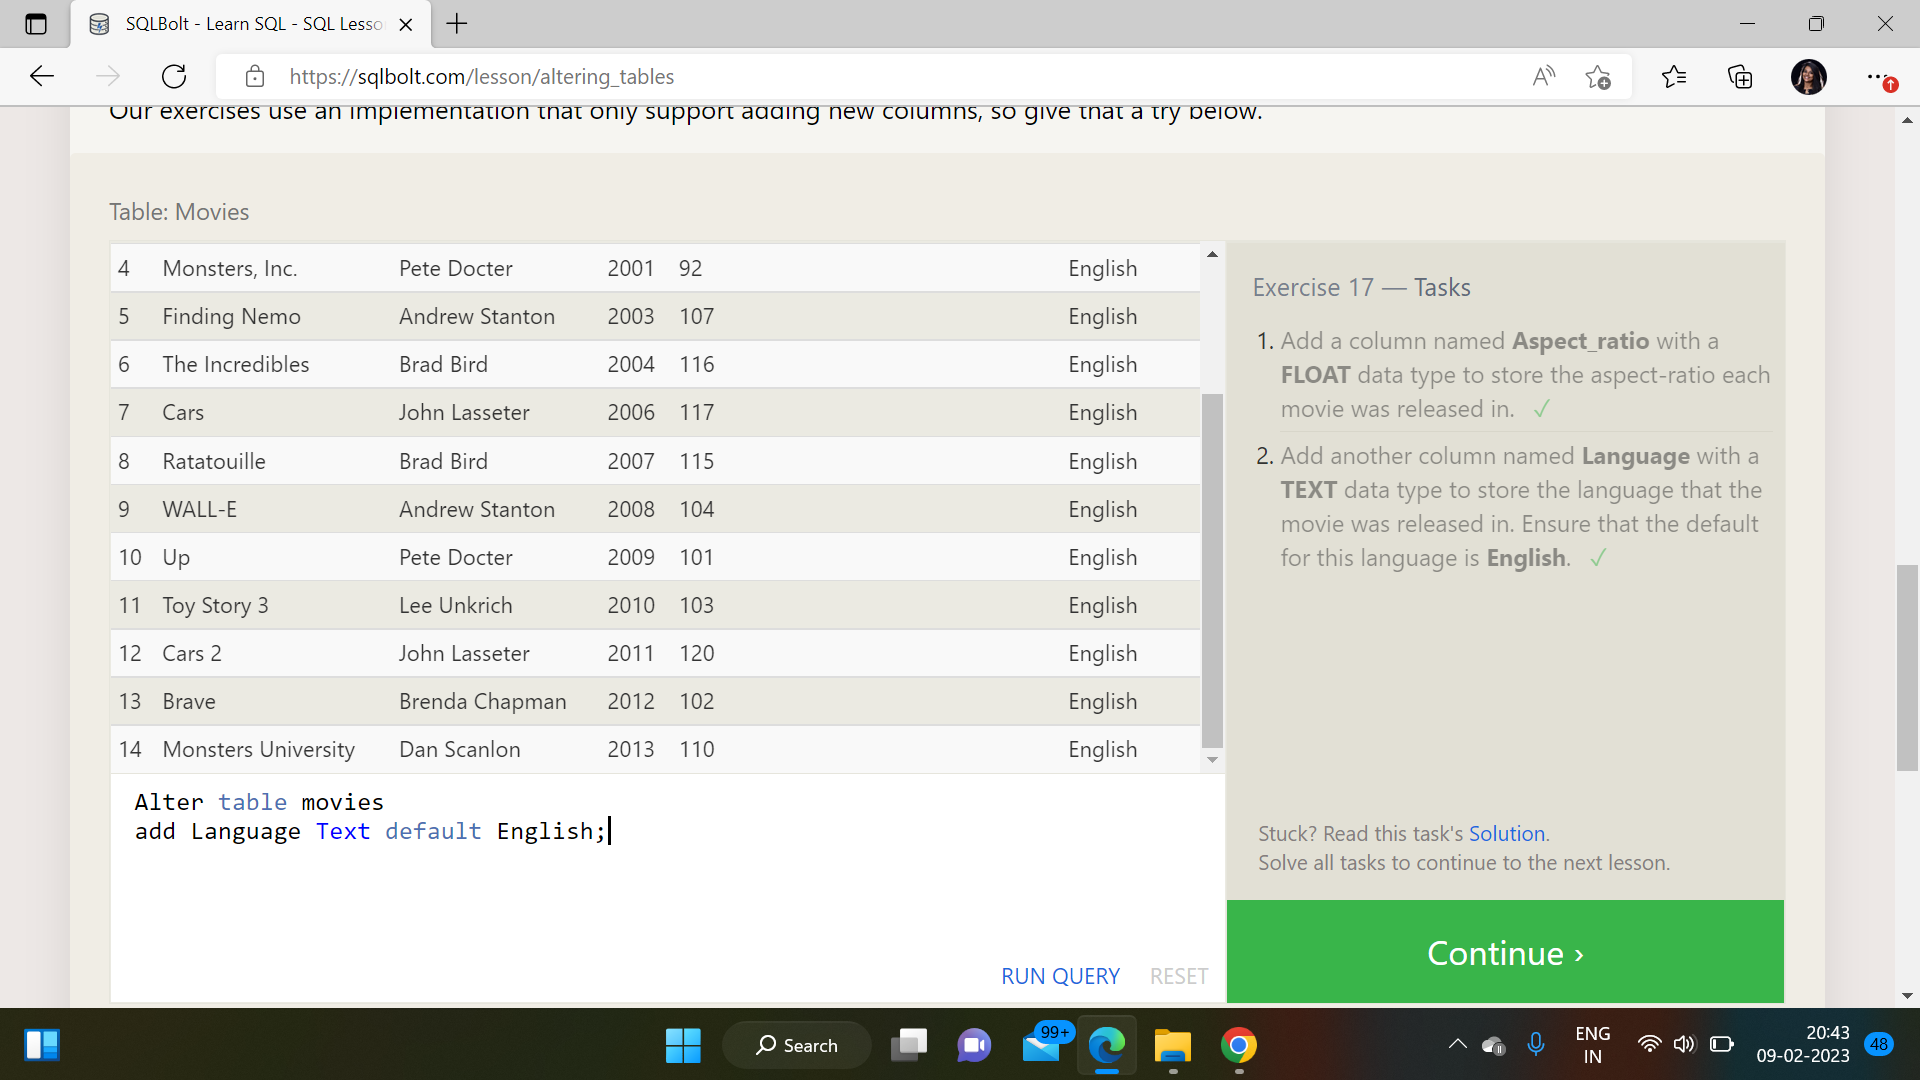 SQLBolt - Learn SQL - SQL Lesso
https://sqlbolt.com/lesson/altering_tables
Our exercises use an implementation that only support adding new columns, so give that a try below.
Table: Movies
4 Monsters, Inc. Pete Docter 2001 92 English
5 Finding Nemo Andrew Stanton 2003 107 English
6 The Incredibles Brad Bird 2004 116 English
7 Cars John Lasseter 2006 117 English
8 Ratatouille Brad Bird 2007 115 English
9 WALL-E Andrew Stanton 2008 104 English
10 Up Pete Docter 2009 101 English
11 Toy Story 3 Lee Unkrich 2010 103 English
12 Cars 2 John Lasseter 2011 120 English
13 Brave Brenda Chapman 2012 102 English
14 Monsters University Dan Scanlon 2013 110 English
Alter table movies
add Language Text default English;
RUN QUERY RESET
Exercise 17 — Tasks
1. Add a column named Aspect_ratio with a
FLOAT data type to store the aspect-ratio each
movie was released in. ✓
2. Add another column named Language with a
TEXT data type to store the language that the
movie was released in. Ensure that the default
for this language is English. ✓
Stuck? Read this task's Solution.
Solve all tasks to continue to the next lesson.
Continue ›
Search
99+
ENG
IN
20:43
09-02-2023
48